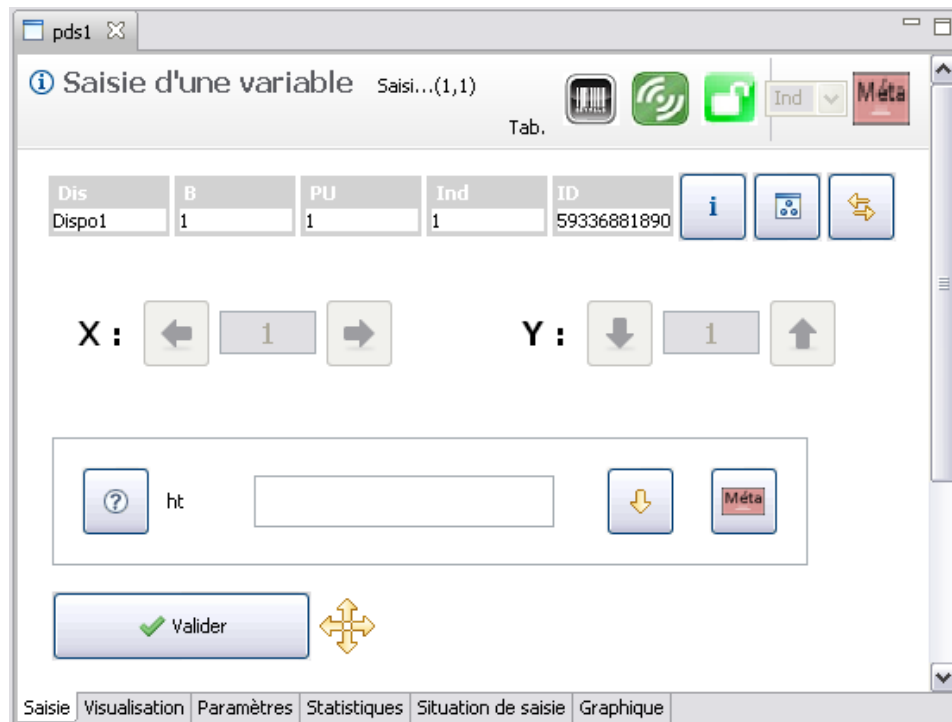 pds1
Saisie d'une variable Saisi...(1,1)
Tab. Ind Méta
Dis B PU Ind ID
Dispo1 1 1 1 59336881890 i
X : 1 Y : 1
? ht Méta
Valider
Saisie Visualisation Paramètres Statistiques Situation de saisie Graphique